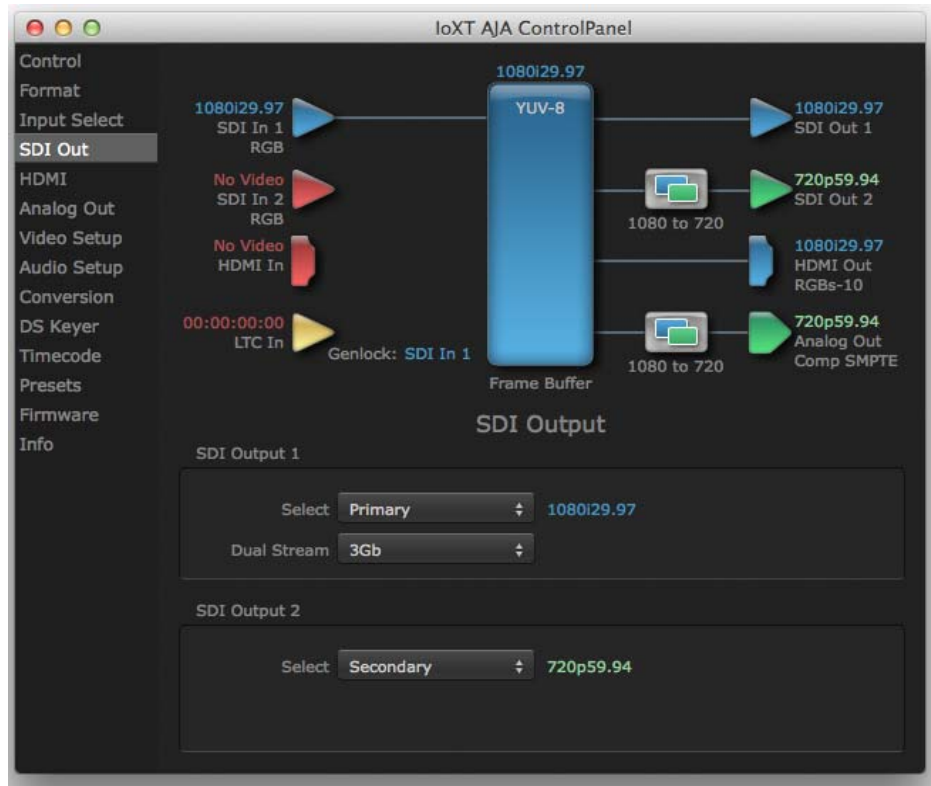 IoXT AJA ControlPanel
Control
Format
Input Select
SDI Out
HDMI
Analog Out
Video Setup
Audio Setup
Conversion
DS Keyer
Timecode
Presets
Firmware
Info
1080i29.97
YUV-8
1080i29.97
SDI In 1
RGB
No Video
SDI In 2
RGB
No Video
HDMI In
00:00:00:00
LTC In
Genlock: SDI In 1
Frame Buffer
1080 to 720
1080 to 720
1080i29.97
SDI Out 1
720p59.94
SDI Out 2
1080i29.97
HDMI Out
RGBs-10
720p59.94
Analog Out
Comp SMPTE
SDI Output
SDI Output 1
Select Primary 1080i29.97
Dual Stream 3Gb
SDI Output 2
Select Secondary 720p59.94